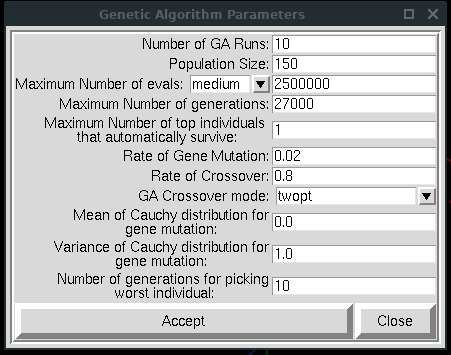 Genetic Algorithm Parameters
Number of GA Runs: 10
Population Size: 150
Maximum Number of evals: medium 2500000
Maximum Number of generations: 27000
Maximum Number of top individuals
that automatically survive: 1
Rate of Gene Mutation: 0.02
Rate of Crossover: 0.8
GA Crossover mode: twopt
Mean of Cauchy distribution for
gene mutation: 0.0
Variance of Cauchy distribution for
gene mutation: 1.0
Number of generations for picking
worst individual: 10
Accept Close